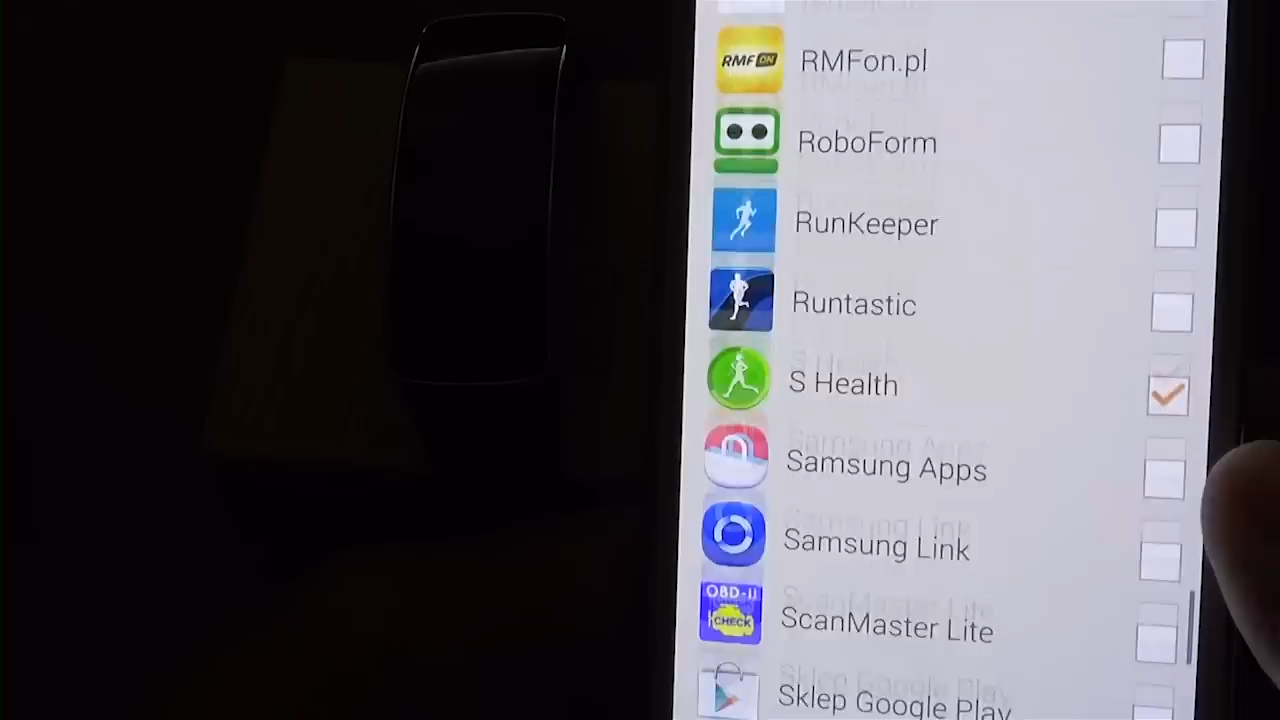 RMF ON RMFon.pl
RoboForm
RunKeeper
Runtastic
S Health
Samsung Apps
Samsung Link
OBD-II
CHECK
ScanMaster Lite
Sklep Google Play